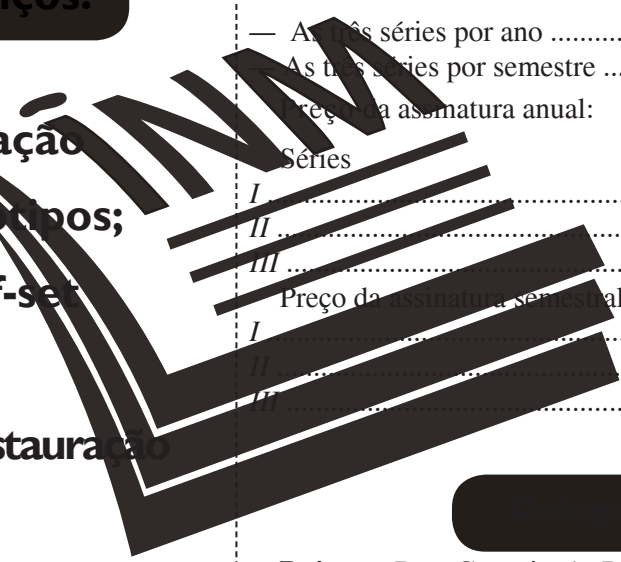 iços.
ação
otipos;
f-set
stauração
INM
— As três séries por ano ..........
— As três séries por semestre ...
Preço da assinatura anual:
Séries
I ..................................................
II ................................................
III ...............................................
Preço da assinatura semestral
I ..................................................
II ................................................
III ...............................................